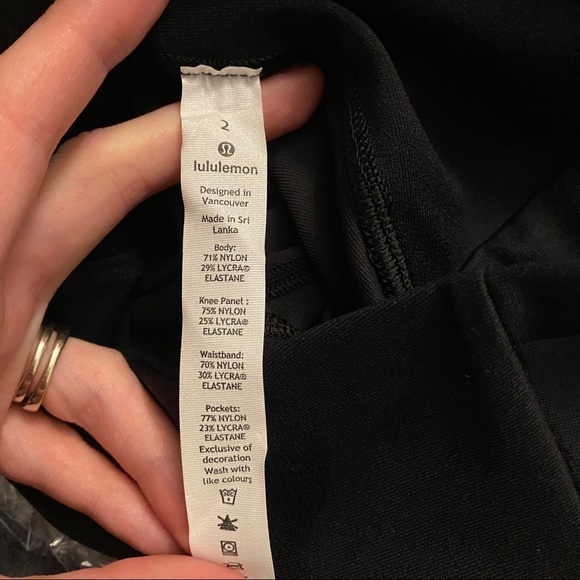 2
lululemon
Designed in
Vancouver
Made in Sri
Lanka
Body:
71% NYLON
29% LYCRA®
ELASTANE
Knee Panel :
75% NYLON
25% LYCRA®
ELASTANE
Waistband:
70% NYLON
30% LYCRA®
ELASTANE
Pockets:
77% NYLON
23% LYCRA®
ELASTANE
Exclusive of
decoration
Wash with
like colours